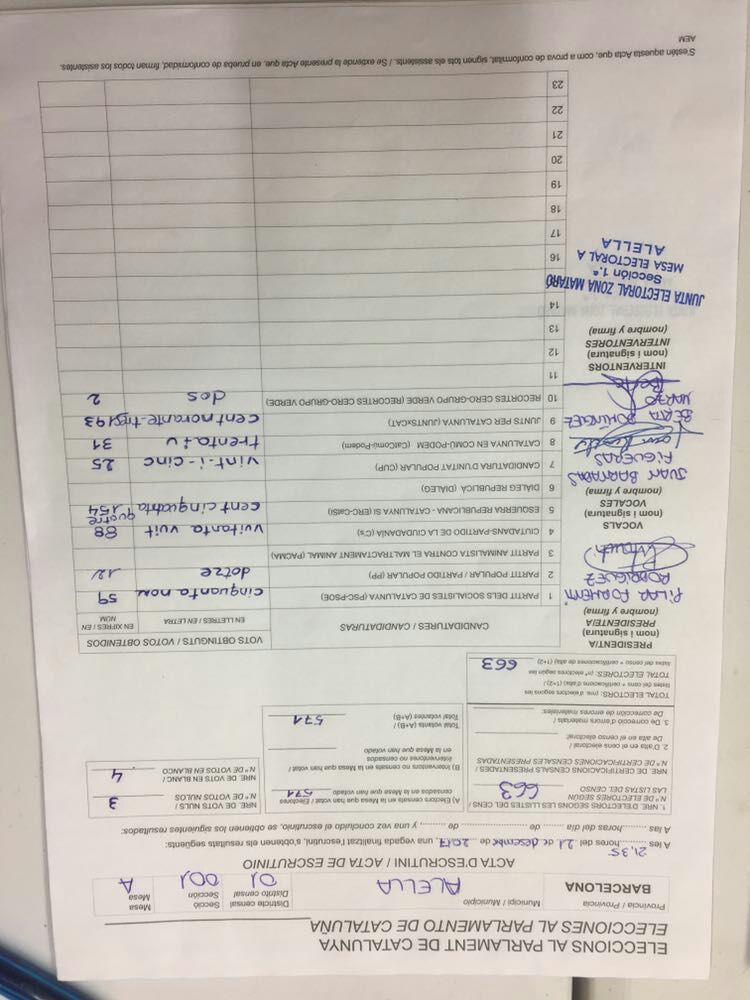 ELECCIONS AL PARLAMENT DE CATALUNYA
ELECCIONES AL PARLAMENTO DE CATALUÑA
Província / Provincia
BARCELONA
Municipi / Municipio
ALELLA
Districte censal
Distrito censal
01
Secció
Sección
001
Mesa
Mesa
A
ACTA D'ESCRUTINI / ACTA DE ESCRUTINIO
A les 21,35 hores del 21 de desembre de 2017, una vegada finalitzat l'escrutini, s'obtenen els resultats següents:
A las ........ horas del día ........ de ........ de ........, y una vez concluido el escrutinio, se obtienen los siguientes resultados:
1. NRE. D'ELECTORS SEGONS LES LLISTES DEL CENS /
N.º DE ELECTORES SEGÚN
LAS LISTAS DEL CENSO 663
NRE. DE CERTIFICACIONS CENSALS PRESENTADES /
N.º DE CERTIFICACIONES CENSALES PRESENTADAS
2. D'alta en el cens electoral /
De alta en el censo electoral:
3. De correcció d'errors materials /
De corrección de errores materiales:
TOTAL ELECTORS: (nre. d'electors segons les
llistes del cens + certificacions d'alta) (1+2) /
TOTAL ELECTORES: (nº electores según las
listas del censo + certificaciones de alta) (1+2) 663
A) Electors censats en la Mesa que han votat / Electores
censados en la Mesa que han votado 571
B) Interventors no censats en la Mesa que han votat /
Interventores no censados
en la Mesa que han votado
Total votants (A+B) /
Total votantes (A+B) 571
NRE. DE VOTS NULS /
N.º DE VOTOS NULOS 3
NRE. DE VOTS EN BLANC /
N.º DE VOTOS EN BLANCO 4
PRESIDENT/A
(nom i signatura)
PRESIDENTE/A
(nombre y firma)
PILAR FORMENTI
RODRÍGUEZ
VOCALS
(nom i signatura)
VOCALES
(nombre y firma)
JUAN BARNADAS
FIGUERAS
BERTA DOMÍNGUEZ
INTERVENTORS
(nom i signatura)
INTERVENTORES
(nombre y firma)
JUNTA ELECTORAL ZONA MATARÓ
Sección 1.ª
MESA ELECTORAL A
ALELLA
CANDIDATURES / CANDIDATURAS
VOTS OBTINGUTS / VOTOS OBTENIDOS
EN LLETRES / EN LETRA
EN XIFRES / EN NÚM
1 PARTIT DELS SOCIALISTES DE CATALUNYA (PSC-PSOE) cinquanta nou 59
2 PARTIT POPULAR / PARTIDO POPULAR (PP) dotze 12
3 PARTIT ANIMALISTA CONTRA EL MALTRACTAMENT ANIMAL (PACMA)
4 CIUTADANS-PARTIDO DE LA CIUDADANÍA (C's) vuitanta vuit 88
5 ESQUERRA REPUBLICANA - CATALUNYA SÍ (ERC-CatSí) cent cinquanta quatre 154
6 DIÀLEG REPUBLICÀ (DIÀLEG)
7 CANDIDATURA D'UNITAT POPULAR (CUP) vint-i-cinc 25
8 CATALUNYA EN COMÚ-PODEM (CatComú-Podem) trenta-u 31
9 JUNTS PER CATALUNYA (JUNTSxCAT) cent noranta-tres 193
10 RECORTES CERO-GRUPO VERDE (RECORTES CERO-GRUPO VERDE) dos 2
11
12
13
14
16
17
18
19
20
21
22
23
S'estén aquesta Acta que, com a prova de conformitat, signen tots els assistents. / Se extiende la presente Acta que, en prueba de conformidad, firman todos los asistentes.
AEM